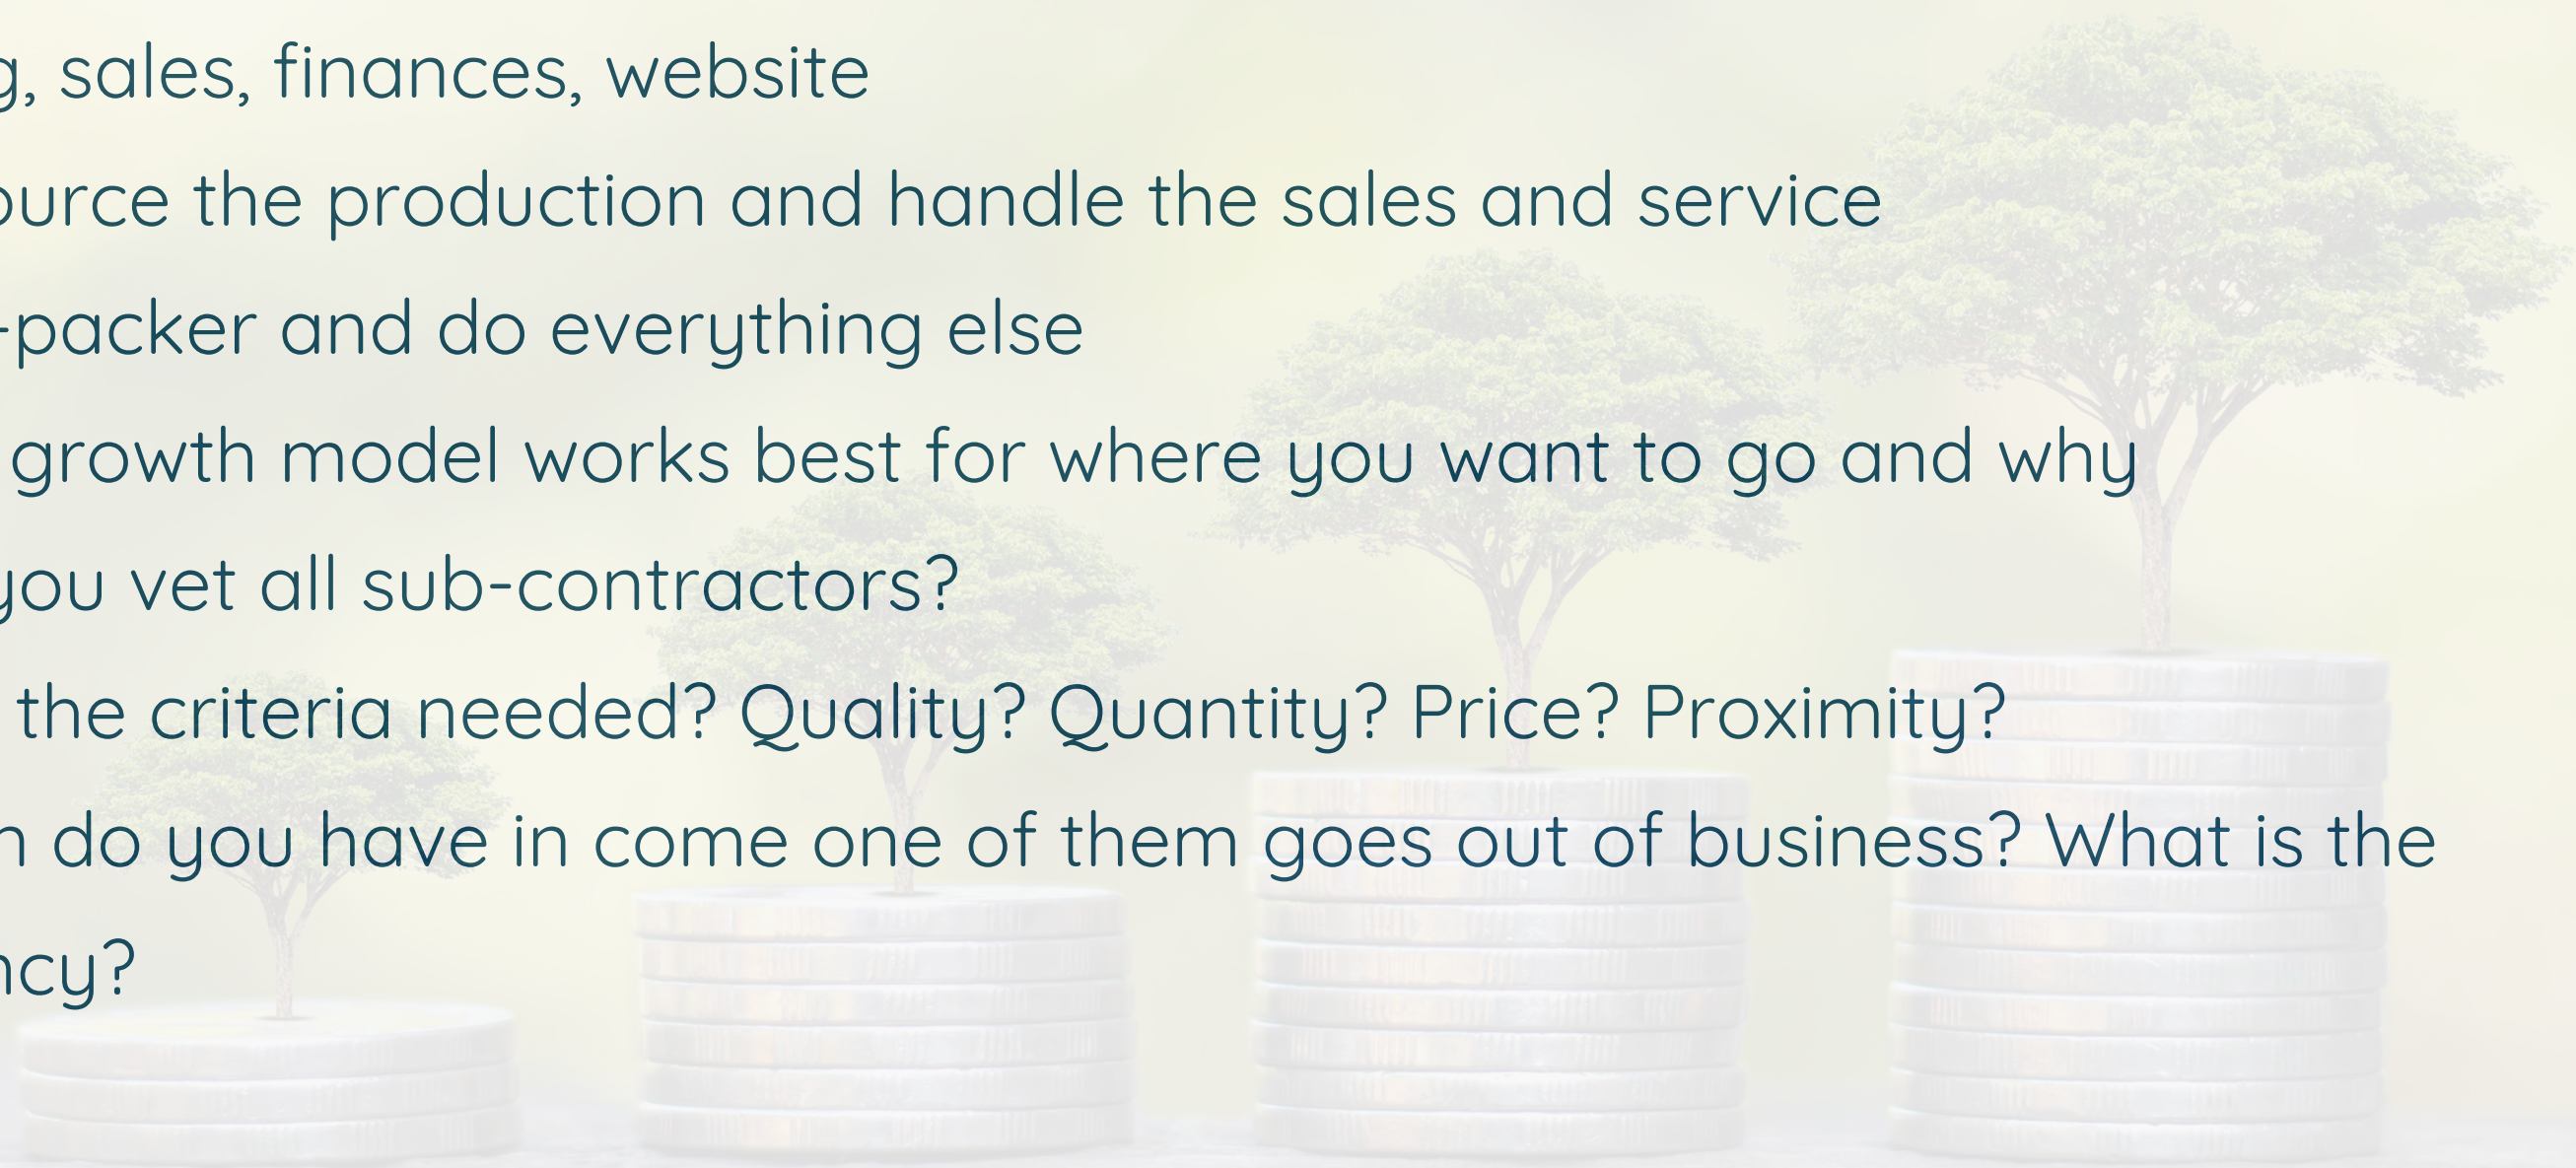 g, sales, finances, website
ource the production and handle the sales and service
-packer and do everything else
growth model works best for where you want to go and why
you vet all sub-contractors?
the criteria needed? Quality? Quantity? Price? Proximity?
n do you have in come one of them goes out of business? What is the
ncy?